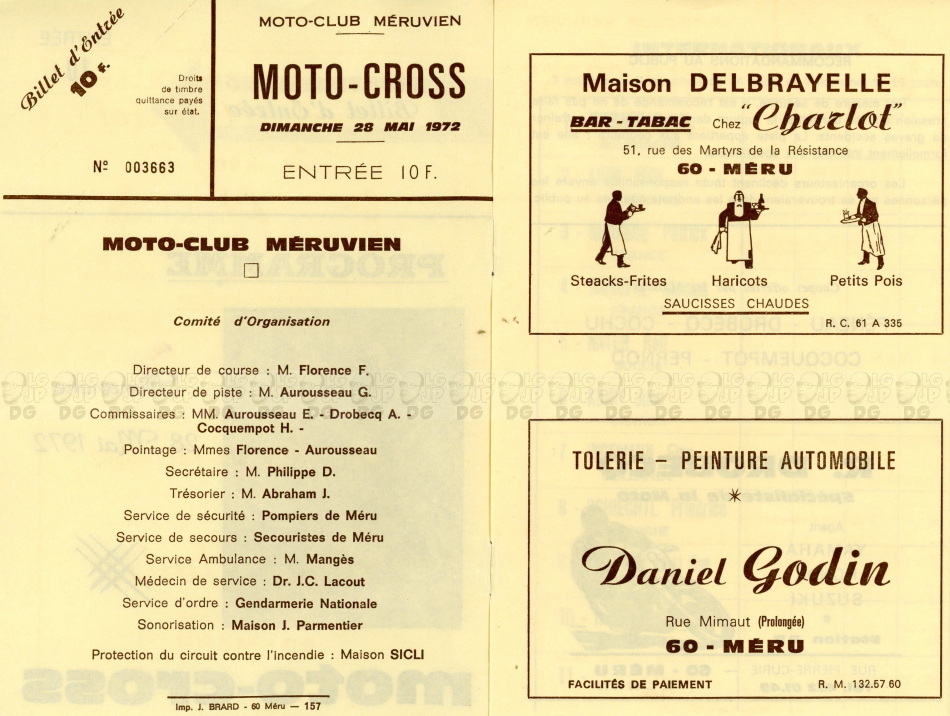 Billet d'Entrée
10 F.
Droits
de timbre
quittance payés
sur état.
Nº 003663
MOTO-CLUB MÉRUVIEN
MOTO-CROSS
DIMANCHE 28 MAI 1972
ENTRÉE 10 F.
MOTO-CLUB MÉRUVIEN
Comité d'Organisation
Directeur de course : M. Florence F.
Directeur de piste : M. Aurousseau G.
Commissaires : MM. Aurousseau E. - Drobecq A. -
Cocquempot H. -
Pointage : Mmes Florence - Aurousseau
Secrétaire : M. Philippe D.
Trésorier : M. Abraham J.
Service de sécurité : Pompiers de Méru
Service de secours : Secouristes de Méru
Service Ambulance : M. Mangès
Médecin de service : Dr. J.C. Lacout
Service d'ordre : Gendarmerie Nationale
Sonorisation : Maison J. Parmentier
Protection du circuit contre l'incendie : Maison SICLI
Imp. J. BRARD - 60 Méru — 157
Maison DELBRAYELLE
BAR - TABAC Chez "Charlot"
51, rue des Martyrs de la Résistance
60 - MÉRU
Steacks-Frites Haricots Petits Pois
SAUCISSES CHAUDES
R. C. 61 A 335
TOLERIE — PEINTURE AUTOMOBILE
Daniel Godin
Rue Mimaut (Prolongée)
60 - MÉRU
FACILITÉS DE PAIEMENT R. M. 132.57 60